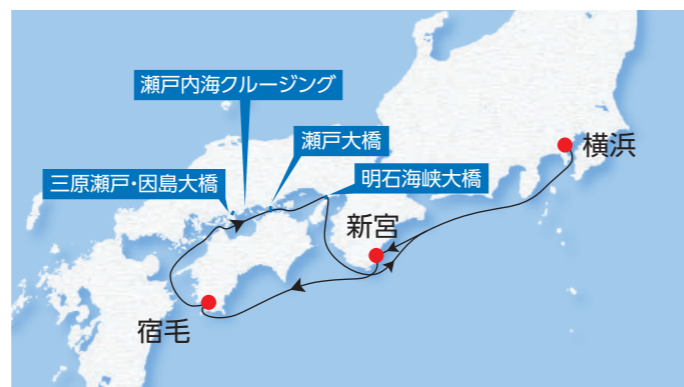 瀬戸内海クルージング
瀬戸大橋
横浜
三原瀬戸・因島大橋
明石海峡大橋
新宮
宿毛